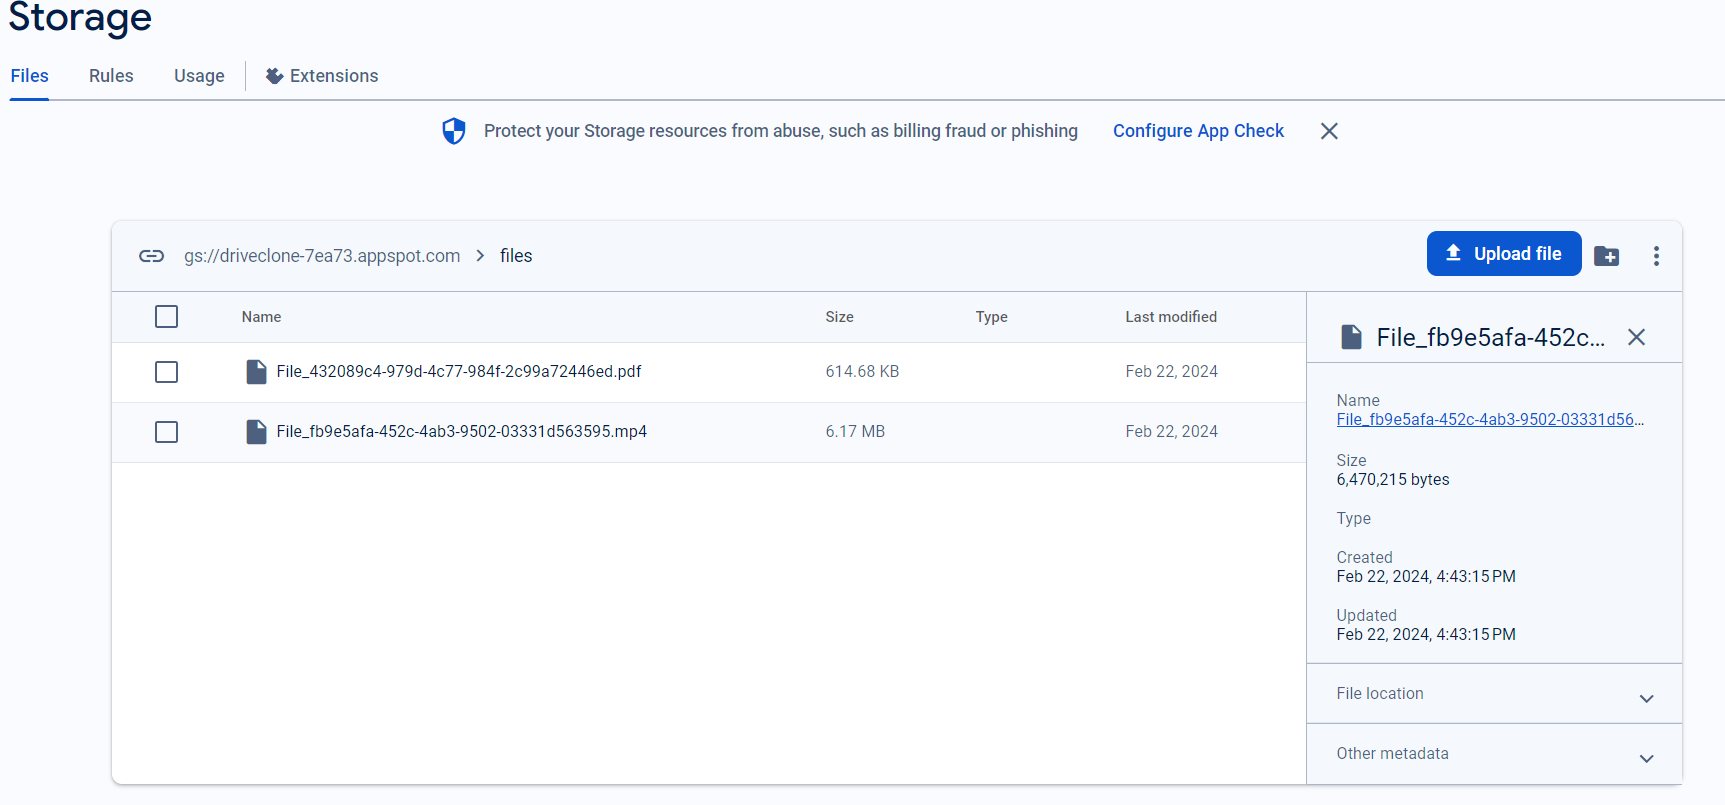 Storage
Files Rules Usage Extensions
Protect your Storage resources from abuse, such as billing fraud or phishing Configure App Check
gs://driveclone-7ea73.appspot.com files Upload file
Name Size Type Last modified
File_432089c4-979d-4c77-984f-2c99a72446ed.pdf 614.68 KB Feb 22, 2024
File_fb9e5afa-452c-4ab3-9502-03331d563595.mp4 6.17 MB Feb 22, 2024
File_fb9e5afa-452c...
Name
File_fb9e5afa-452c-4ab3-9502-03331d56...
Size
6,470,215 bytes
Type
Created
Feb 22, 2024, 4:43:15 PM
Updated
Feb 22, 2024, 4:43:15 PM
File location
Other metadata